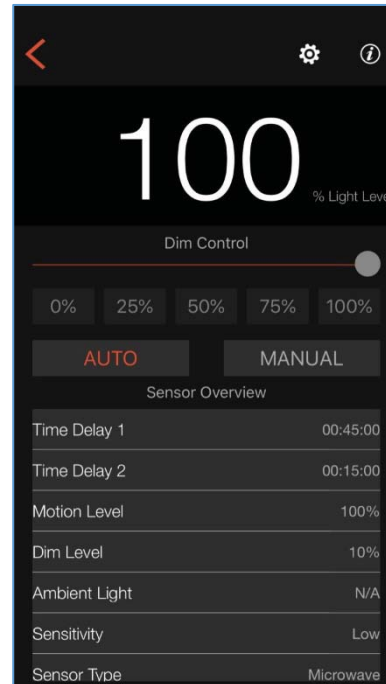 100
% Light Leve
Dim Control
0% 25% 50% 75% 100%
AUTO MANUAL
Sensor Overview
Time Delay 1 00:45:00
Time Delay 2 00:15:00
Motion Level 100%
Dim Level 10%
Ambient Light N/A
Sensitivity Low
Sensor Type Microwave